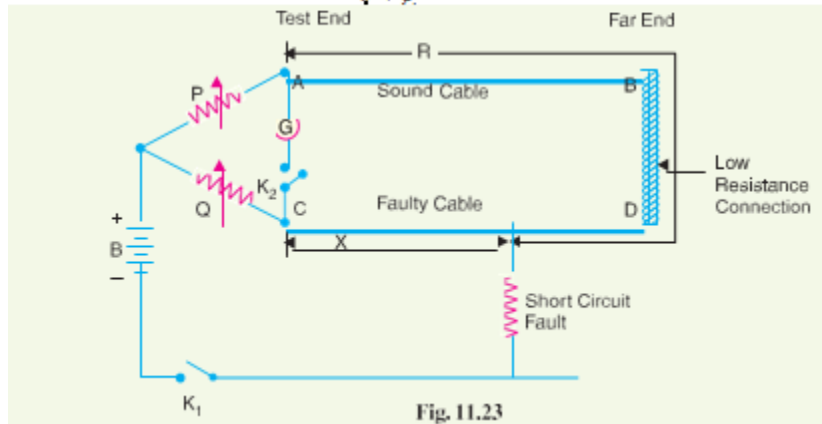 Test End
Far End
R
A
B
P
Sound Cable
G
K2
Q
C
Faulty Cable
D
Low
Resistance
Connection
X
+
B
−
Short Circuit
Fault
K1
Fig. 11.23